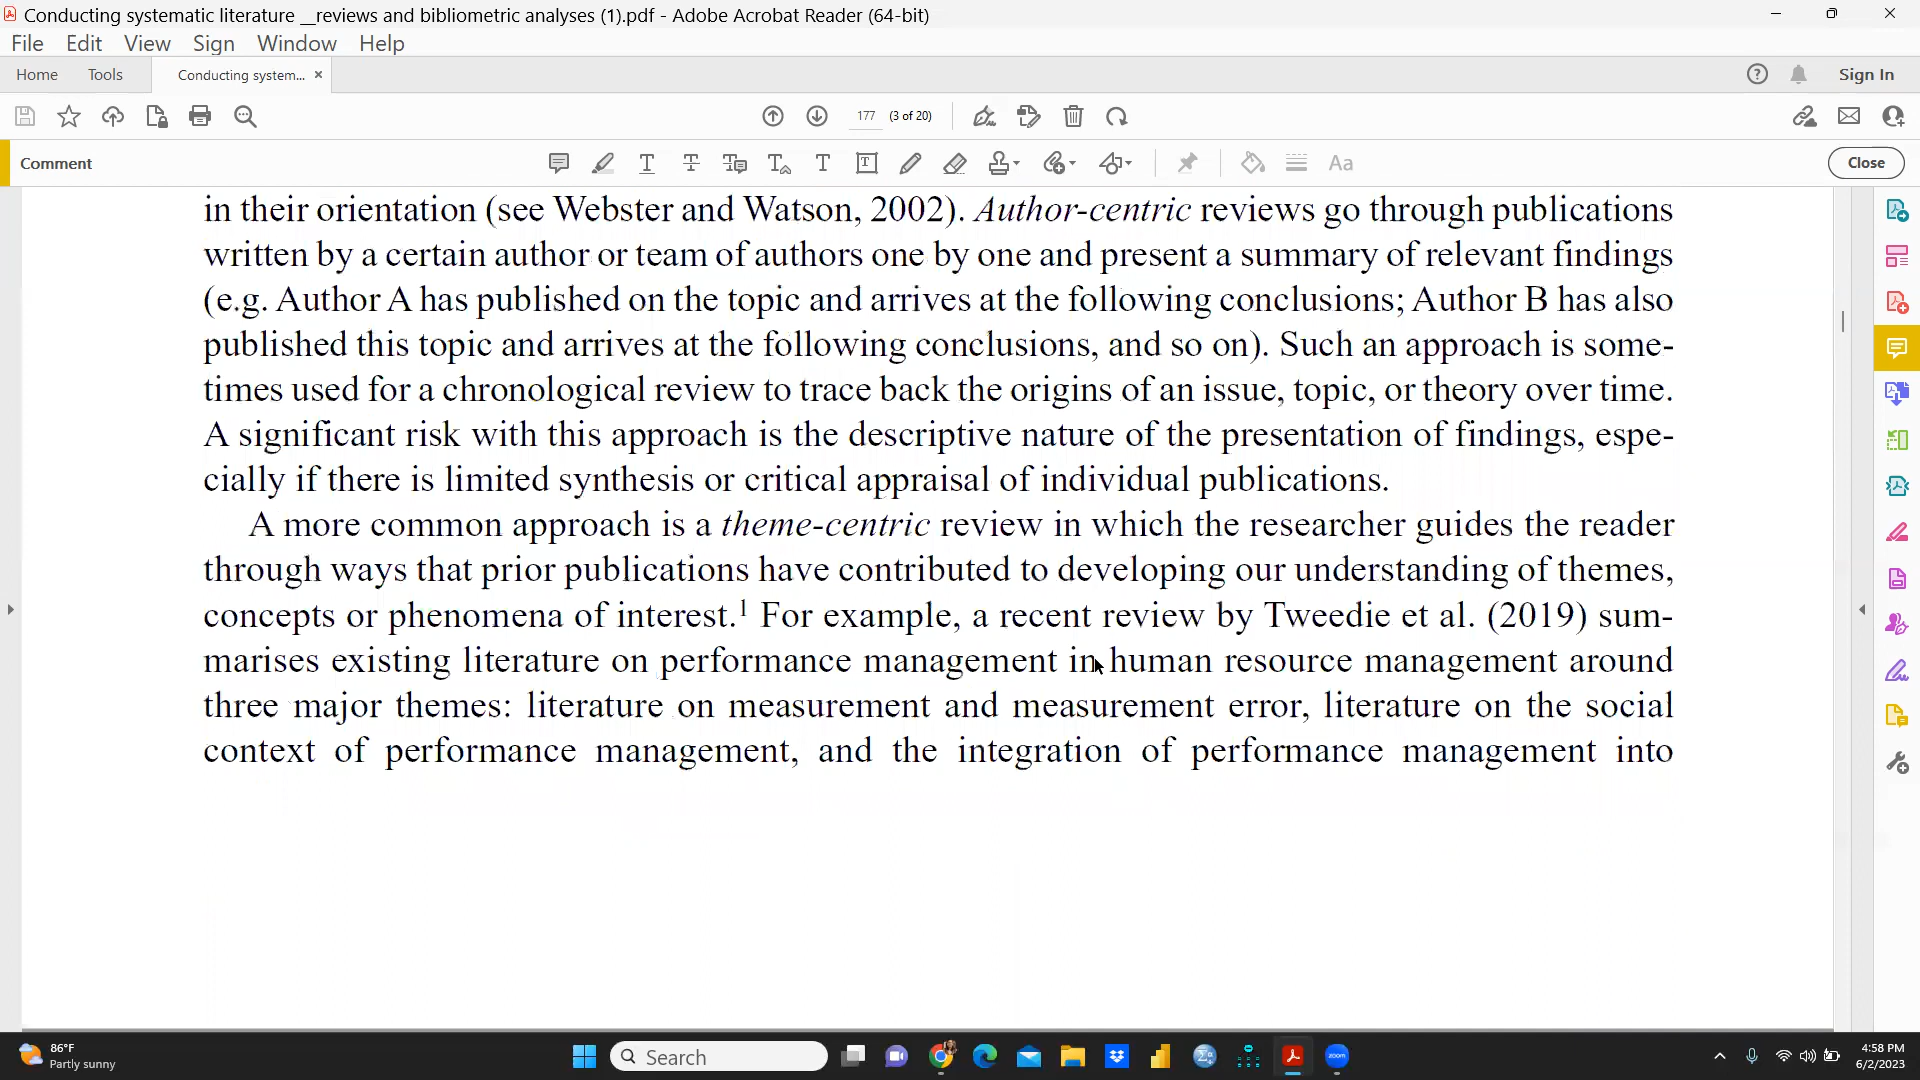 Conducting systematic literature __reviews and bibliometric analyses (1).pdf - Adobe Acrobat Reader (64-bit)
File Edit View Sign Window Help
Home Tools Conducting system... × Sign In
177 (3 of 20)
Comment Close
in their orientation (see Webster and Watson, 2002). Author-centric reviews go through publications
written by a certain author or team of authors one by one and present a summary of relevant findings
(e.g. Author A has published on the topic and arrives at the following conclusions; Author B has also
published this topic and arrives at the following conclusions, and so on). Such an approach is some-
times used for a chronological review to trace back the origins of an issue, topic, or theory over time.
A significant risk with this approach is the descriptive nature of the presentation of findings, espe-
cially if there is limited synthesis or critical appraisal of individual publications.
A more common approach is a theme-centric review in which the researcher guides the reader
through ways that prior publications have contributed to developing our understanding of themes,
concepts or phenomena of interest.1 For example, a recent review by Tweedie et al. (2019) sum-
marises existing literature on performance management in human resource management around
three major themes: literature on measurement and measurement error, literature on the social
context of performance management, and the integration of performance management into
86°F
Partly sunny
Search
zoom
4:58 PM
6/2/2023